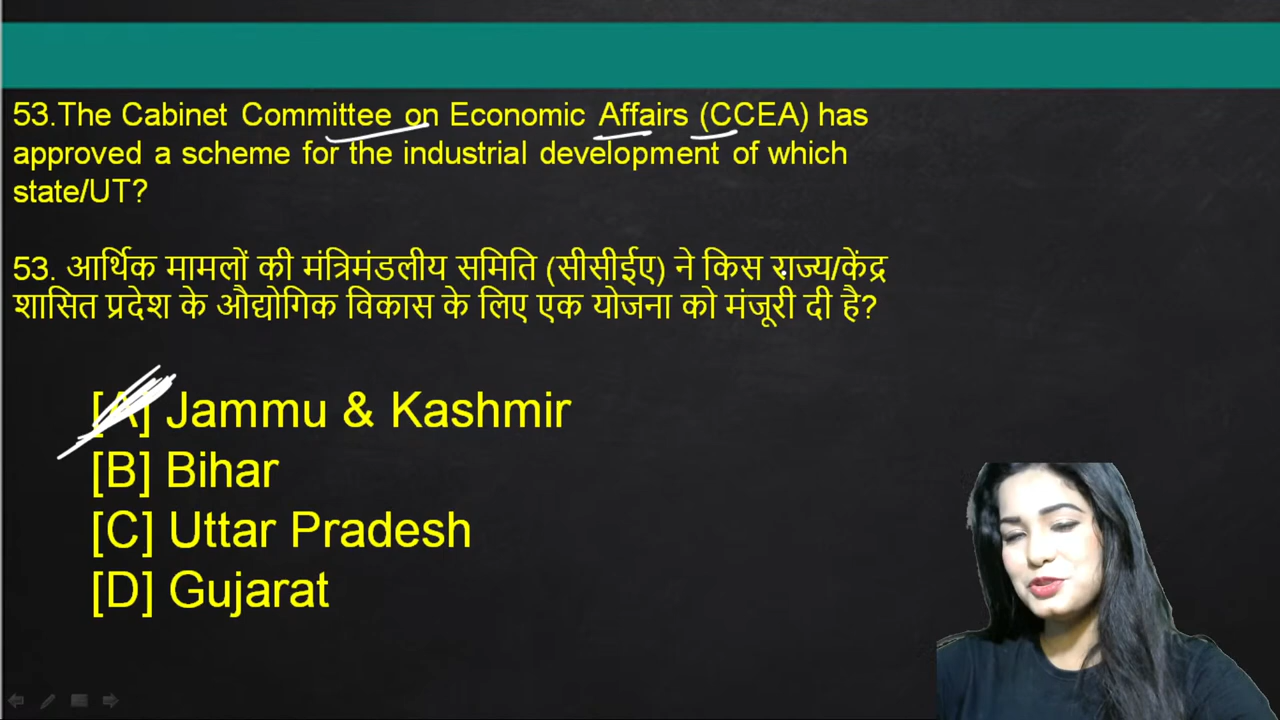 53.The Cabinet Committee on Economic Affairs (CCEA) has
approved a scheme for the industrial development of which
state/UT?
53. आर्थिक मामलों की मंत्रिमंडलीय समिति (सीसीईए) ने किस राज्य/केंद्र
शासित प्रदेश के औद्योगिक विकास के लिए एक योजना को मंजूरी दी है?
[A] Jammu & Kashmir
[B] Bihar
[C] Uttar Pradesh
[D] Gujarat